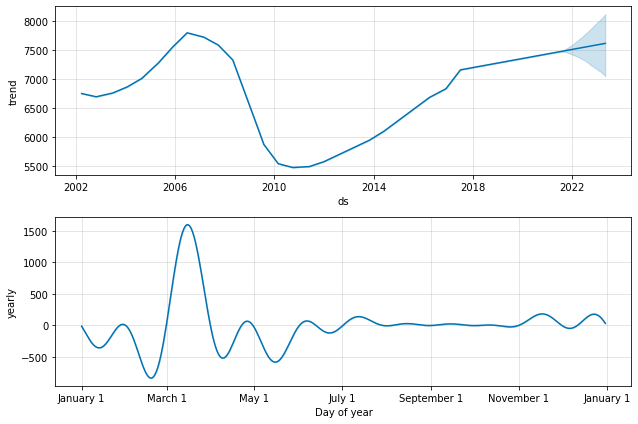 8000
7500
7000
6500
6000
5500
trend
2002 2006 2010 2014 2018 2022
ds
1500
1000
500
0
−500
yearly
January 1 March 1 May 1 July 1 September 1 November 1 January 1
Day of year